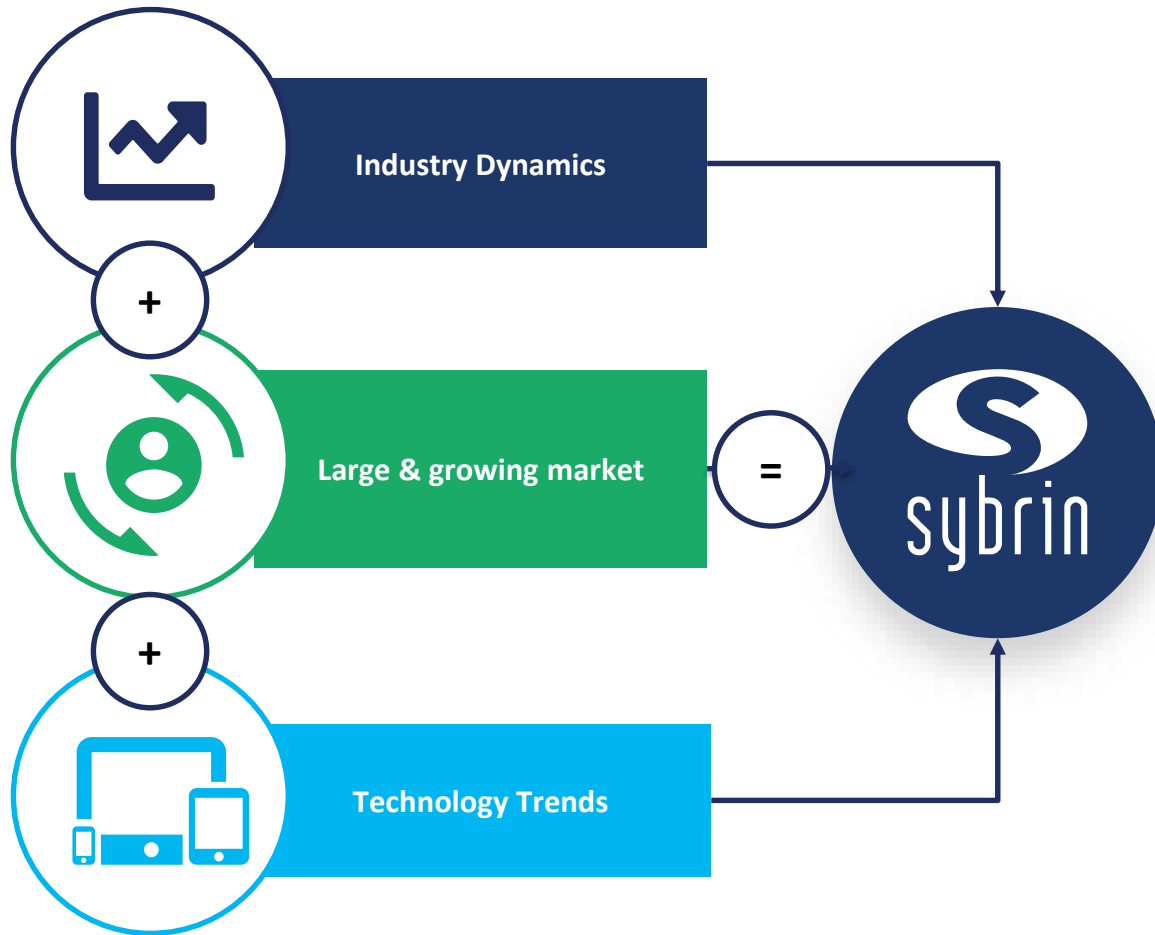 Industry Dynamics
+
Large & growing market
=
sybrin
+
Technology Trends